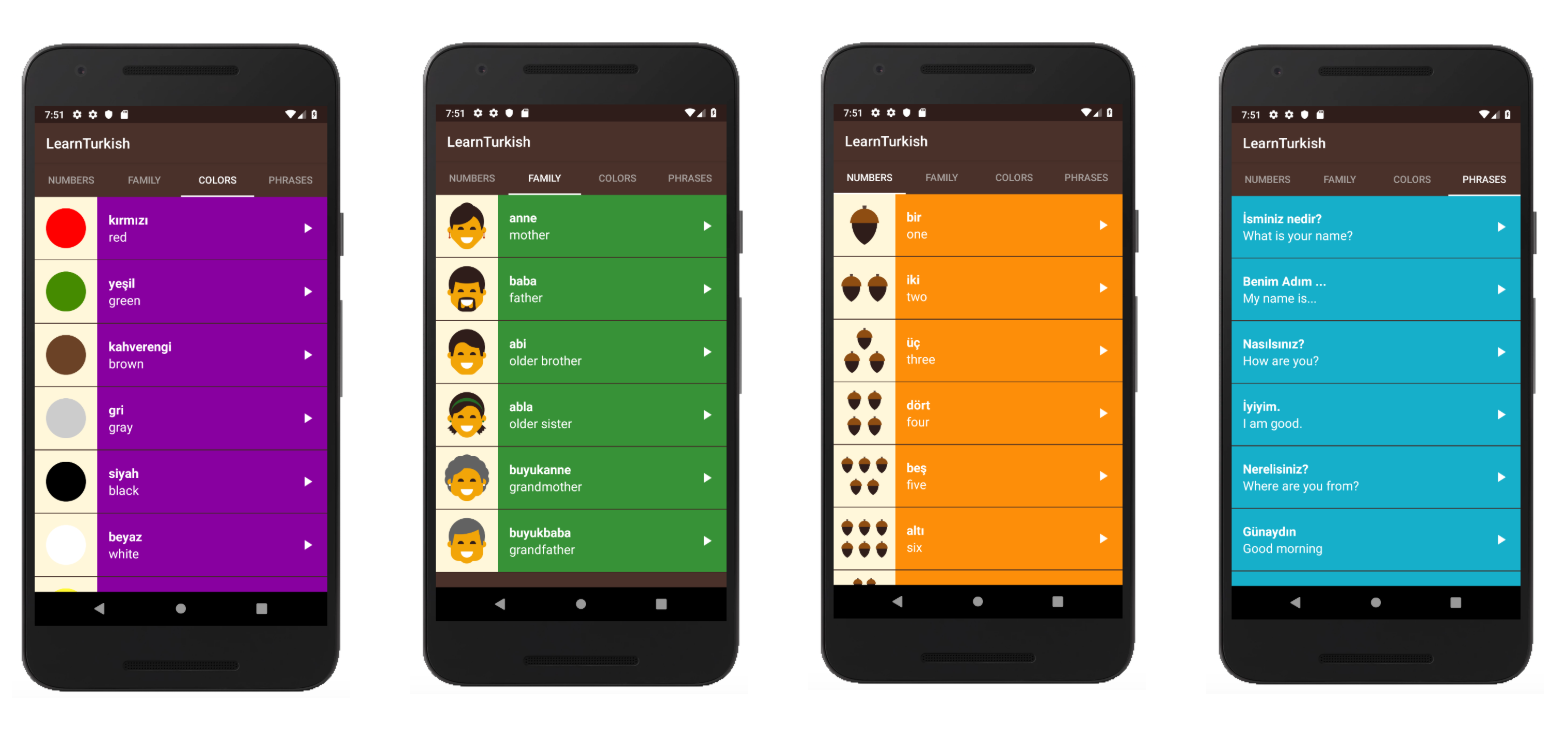 7:51
LearnTurkish
NUMBERS FAMILY COLORS PHRASES
kırmızı
red
yeşil
green
kahverengi
brown
gri
gray
siyah
black
beyaz
white
7:51
LearnTurkish
NUMBERS FAMILY COLORS PHRASES
anne
mother
baba
father
abi
older brother
abla
older sister
buyukanne
grandmother
buyukbaba
grandfather
7:51
LearnTurkish
NUMBERS FAMILY COLORS PHRASES
bir
one
iki
two
üç
three
dört
four
beş
five
altı
six
7:51
LearnTurkish
NUMBERS FAMILY COLORS PHRASES
İsminiz nedir?
What is your name?
Benim Adım ...
My name is...
Nasılsınız?
How are you?
İyiyim.
I am good.
Nerelisiniz?
Where are you from?
Günaydın
Good morning